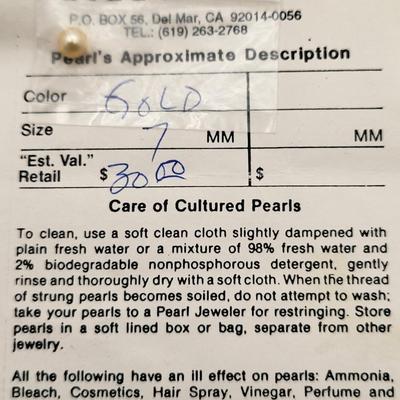 P.O. BOX 56, Del Mar, CA 92014-0056
TEL.: (619) 263-2768
Pearl's Approximate Description
Color GOLD
Size 7 MM MM
"Est. Val."
Retail $30.00 $
Care of Cultured Pearls
To clean, use a soft clean cloth slightly dampened with
plain fresh water or a mixture of 98% fresh water and
2% biodegradable nonphosphorous detergent, gently
rinse and thoroughly dry with a soft cloth. When the thread
of strung pearls becomes soiled, do not attempt to wash;
take your pearls to a Pearl Jeweler for restringing. Store
pearls in a soft lined box or bag, separate from other
jewelry.
All the following have an ill effect on pearls: Ammonia,
Bleach, Cosmetics, Hair Spray, Vinegar, Perfume and